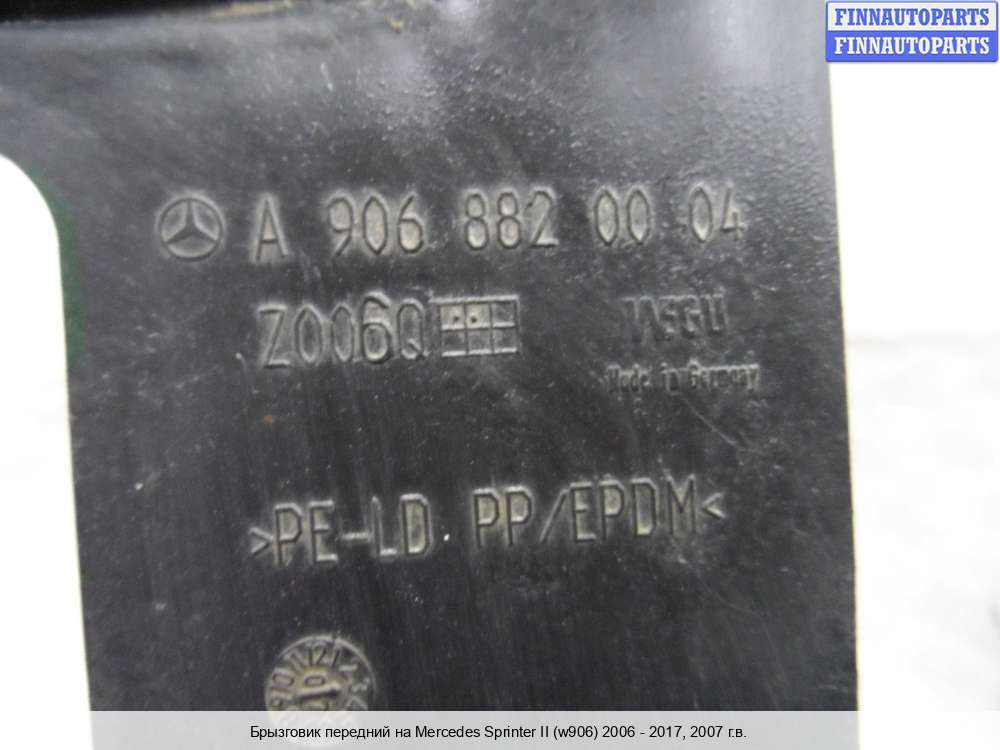 FINNAUTOPARTS
FINNAUTOPARTS
A 906 882 00 04
Z006Q
MEGU
Made in Germany
>PE-LD PP/EPDM<
Брызговик передний на Mercedes Sprinter II (w906) 2006 - 2017, 2007 г.в.